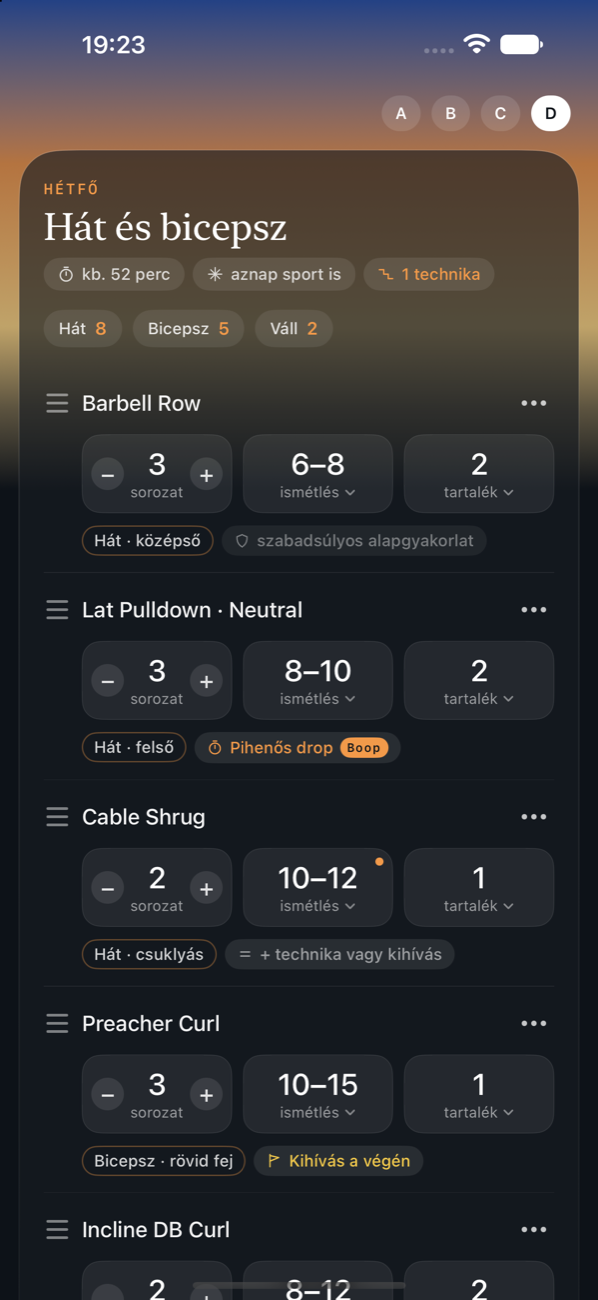 19:23
A B C D
HÉTFŐ
Hát és bicepsz
kb. 52 perc aznap sport is 1 technika
Hát 8 Bicepsz 5 Váll 2
Barbell Row
− 3 + 6–8 2
sorozat ismétlés tartalék
Hát · középső szabadsúlyos alapgyakorlat
Lat Pulldown · Neutral
− 3 + 8–10 2
sorozat ismétlés tartalék
Hát · felső Pihenős drop Boop
Cable Shrug
− 2 + 10–12 1
sorozat ismétlés tartalék
Hát · csuklyás + technika vagy kihívás
Preacher Curl
− 3 + 10–15 1
sorozat ismétlés tartalék
Bicepsz · rövid fej Kihívás a végén
Incline DB Curl
− 2 + 8–12 2